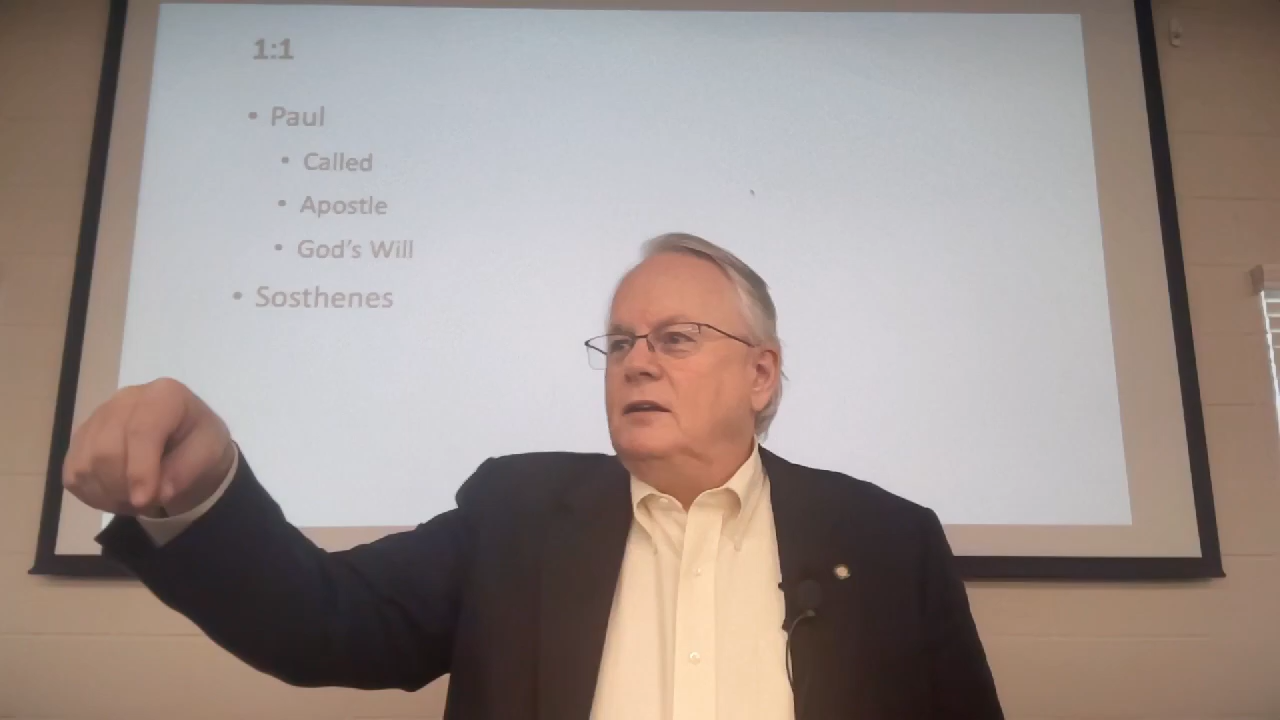 1:1
• Paul
• Called
• Apostle
• God's Will
• Sosthenes